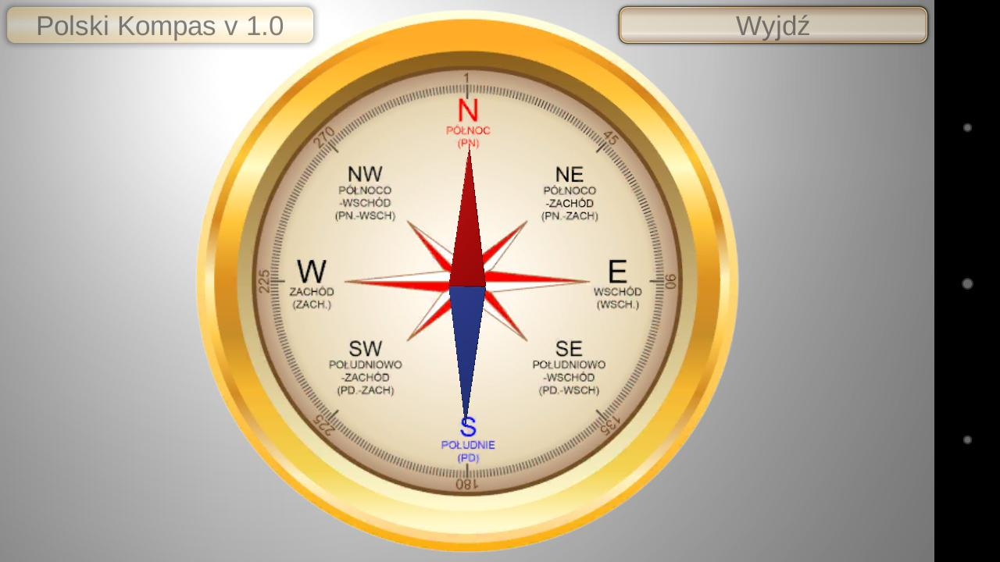 Polski Kompas v 1.0
Wyjdź
1
N
PÓŁNOC
(PN)
270
45
NW
PÓŁNOCO
-WSCHÓD
(PN.-WSCH)
NE
PÓŁNOCO
-ZACHÓD
(PN.-ZACH)
225
W
ZACHÓD
(ZACH.)
E
WSCHÓD
(WSCH.)
90
SW
POŁUDNIOWO
-ZACHÓD
(PD.-ZACH)
SE
POŁUDNIOWO
-WSCHÓD
(PD.-WSCH)
225
135
S
POŁUDNIE
(PD)
180